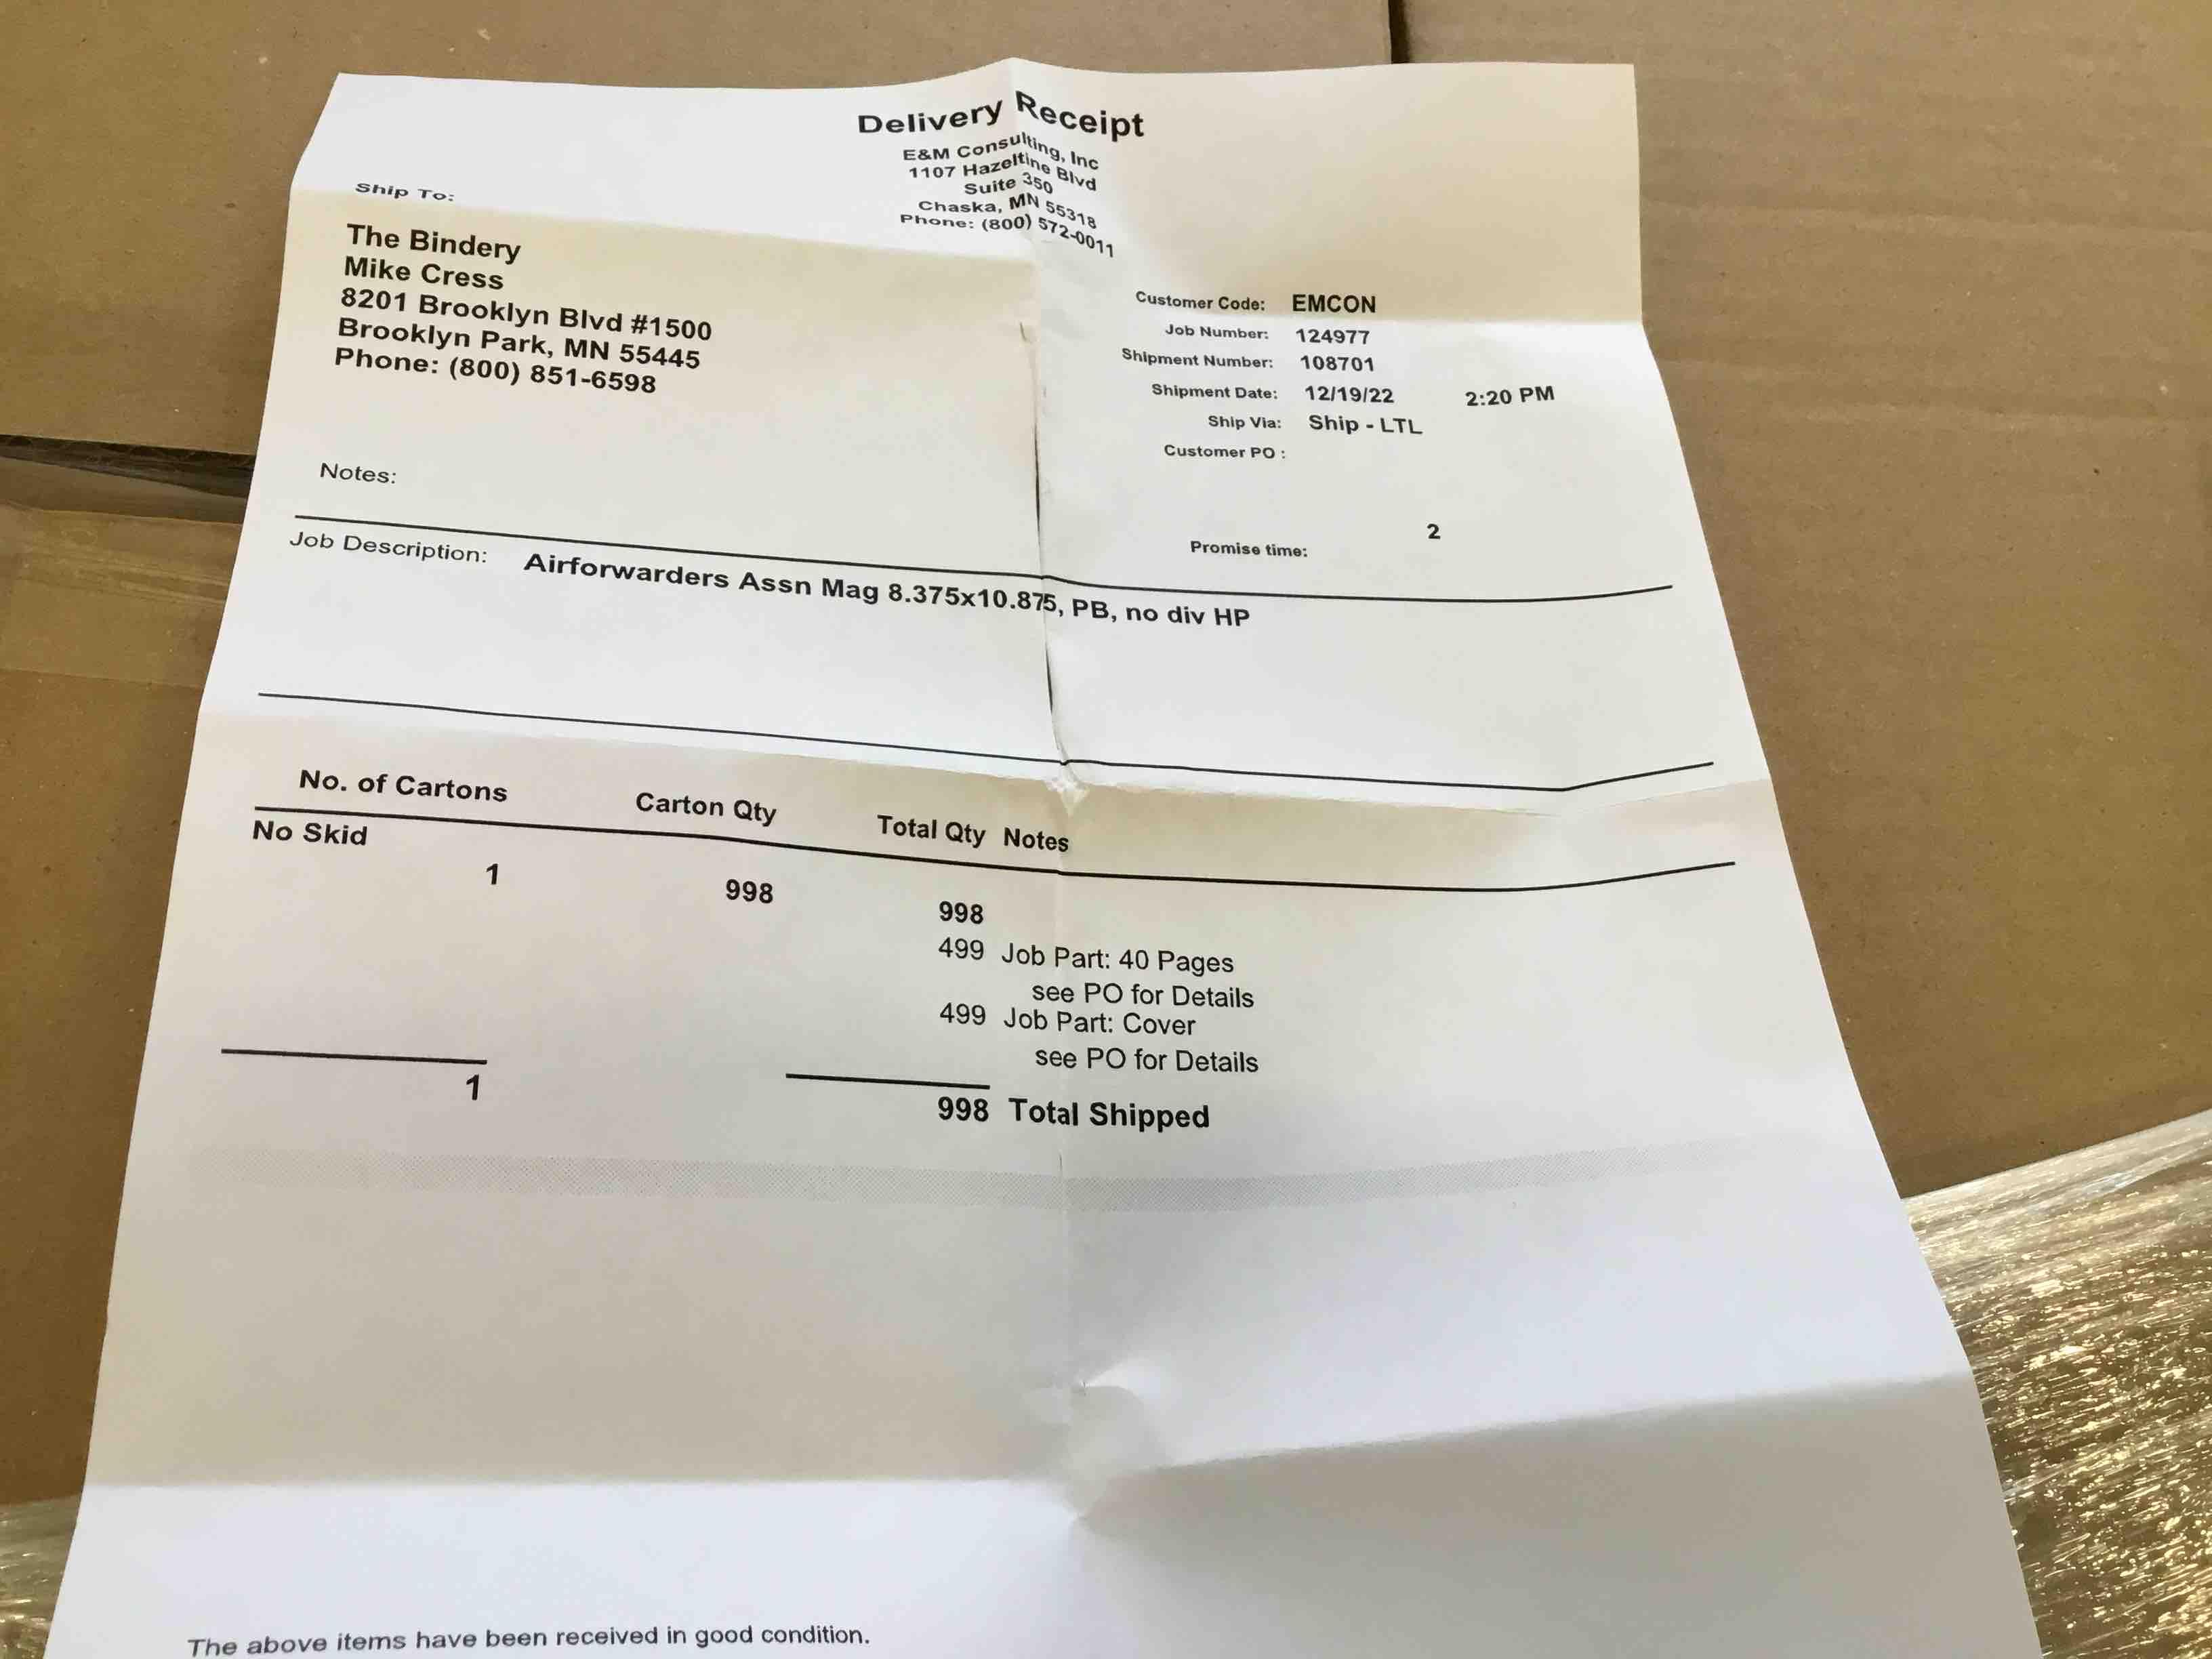 Delivery Receipt
E&M Consulting, Inc
1107 Hazeltine Blvd
Suite 350
Chaska, MN 55318
Phone: (800) 572-0011
Ship To:
The Bindery
Mike Cress
8201 Brooklyn Blvd #1500
Brooklyn Park, MN 55445
Phone: (800) 851-6598
Customer Code: EMCON
Job Number: 124977
Shipment Number: 108701
Shipment Date: 12/19/22 2:20 PM
Ship Via: Ship - LTL
Customer PO :
Notes:
2
Promise time:
Job Description: Airforwarders Assn Mag 8.375x10.875, PB, no div HP
No. of Cartons Carton Qty Total Qty Notes
No Skid
1 998 998
499 Job Part: 40 Pages
see PO for Details
499 Job Part: Cover
see PO for Details
1 998 Total Shipped
The above items have been received in good condition.